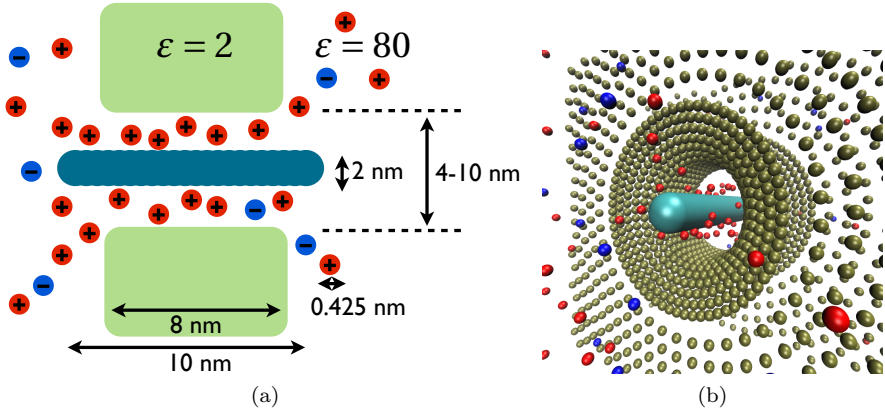 ε = 2
ε = 80
2 nm
4-10 nm
0.425 nm
8 nm
10 nm
(a)
(b)